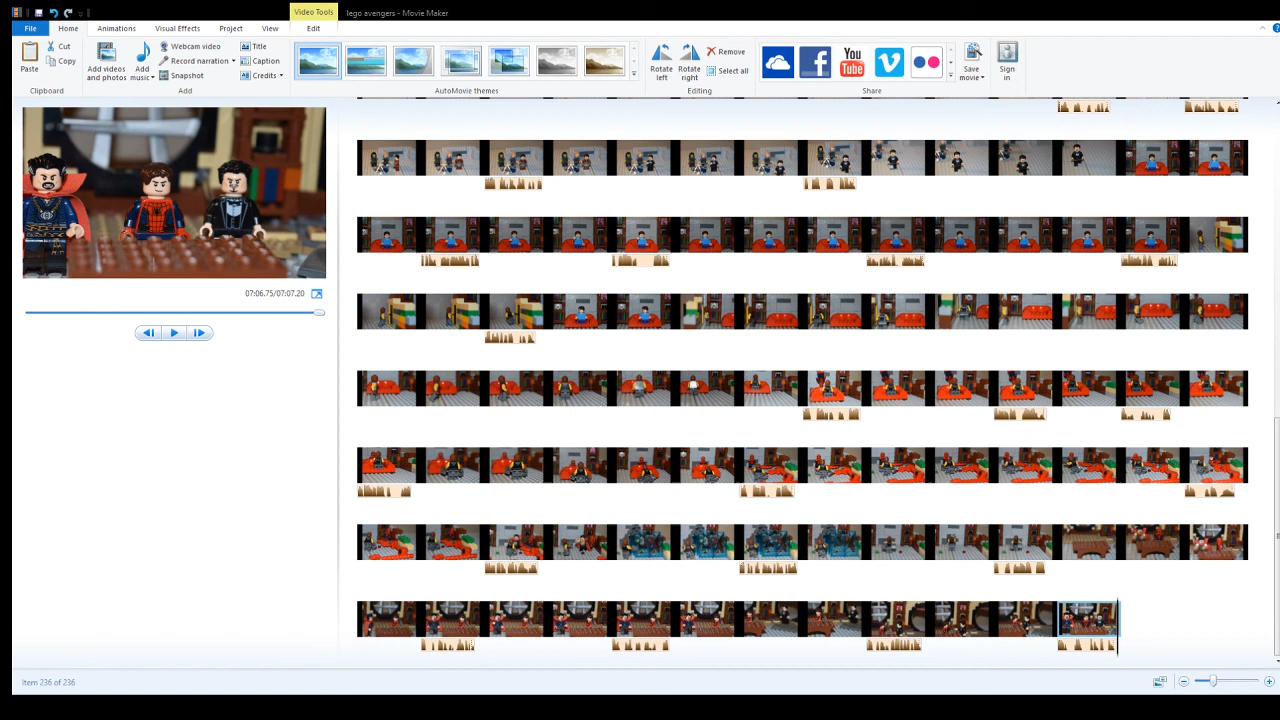 Video Tools
lego avengers - Movie Maker
File Home Animations Visual Effects Project View Edit
Paste
Cut
Copy
Clipboard
Add videos and photos
Add music
Webcam video
Record narration
Snapshot
Title
Caption
Credits
Add
AutoMovie themes
Rotate left
Rotate right
Remove
Select all
Editing
You Tube
Share
Save movie
Sign in
07:06.75/07:07.20
Item 236 of 236